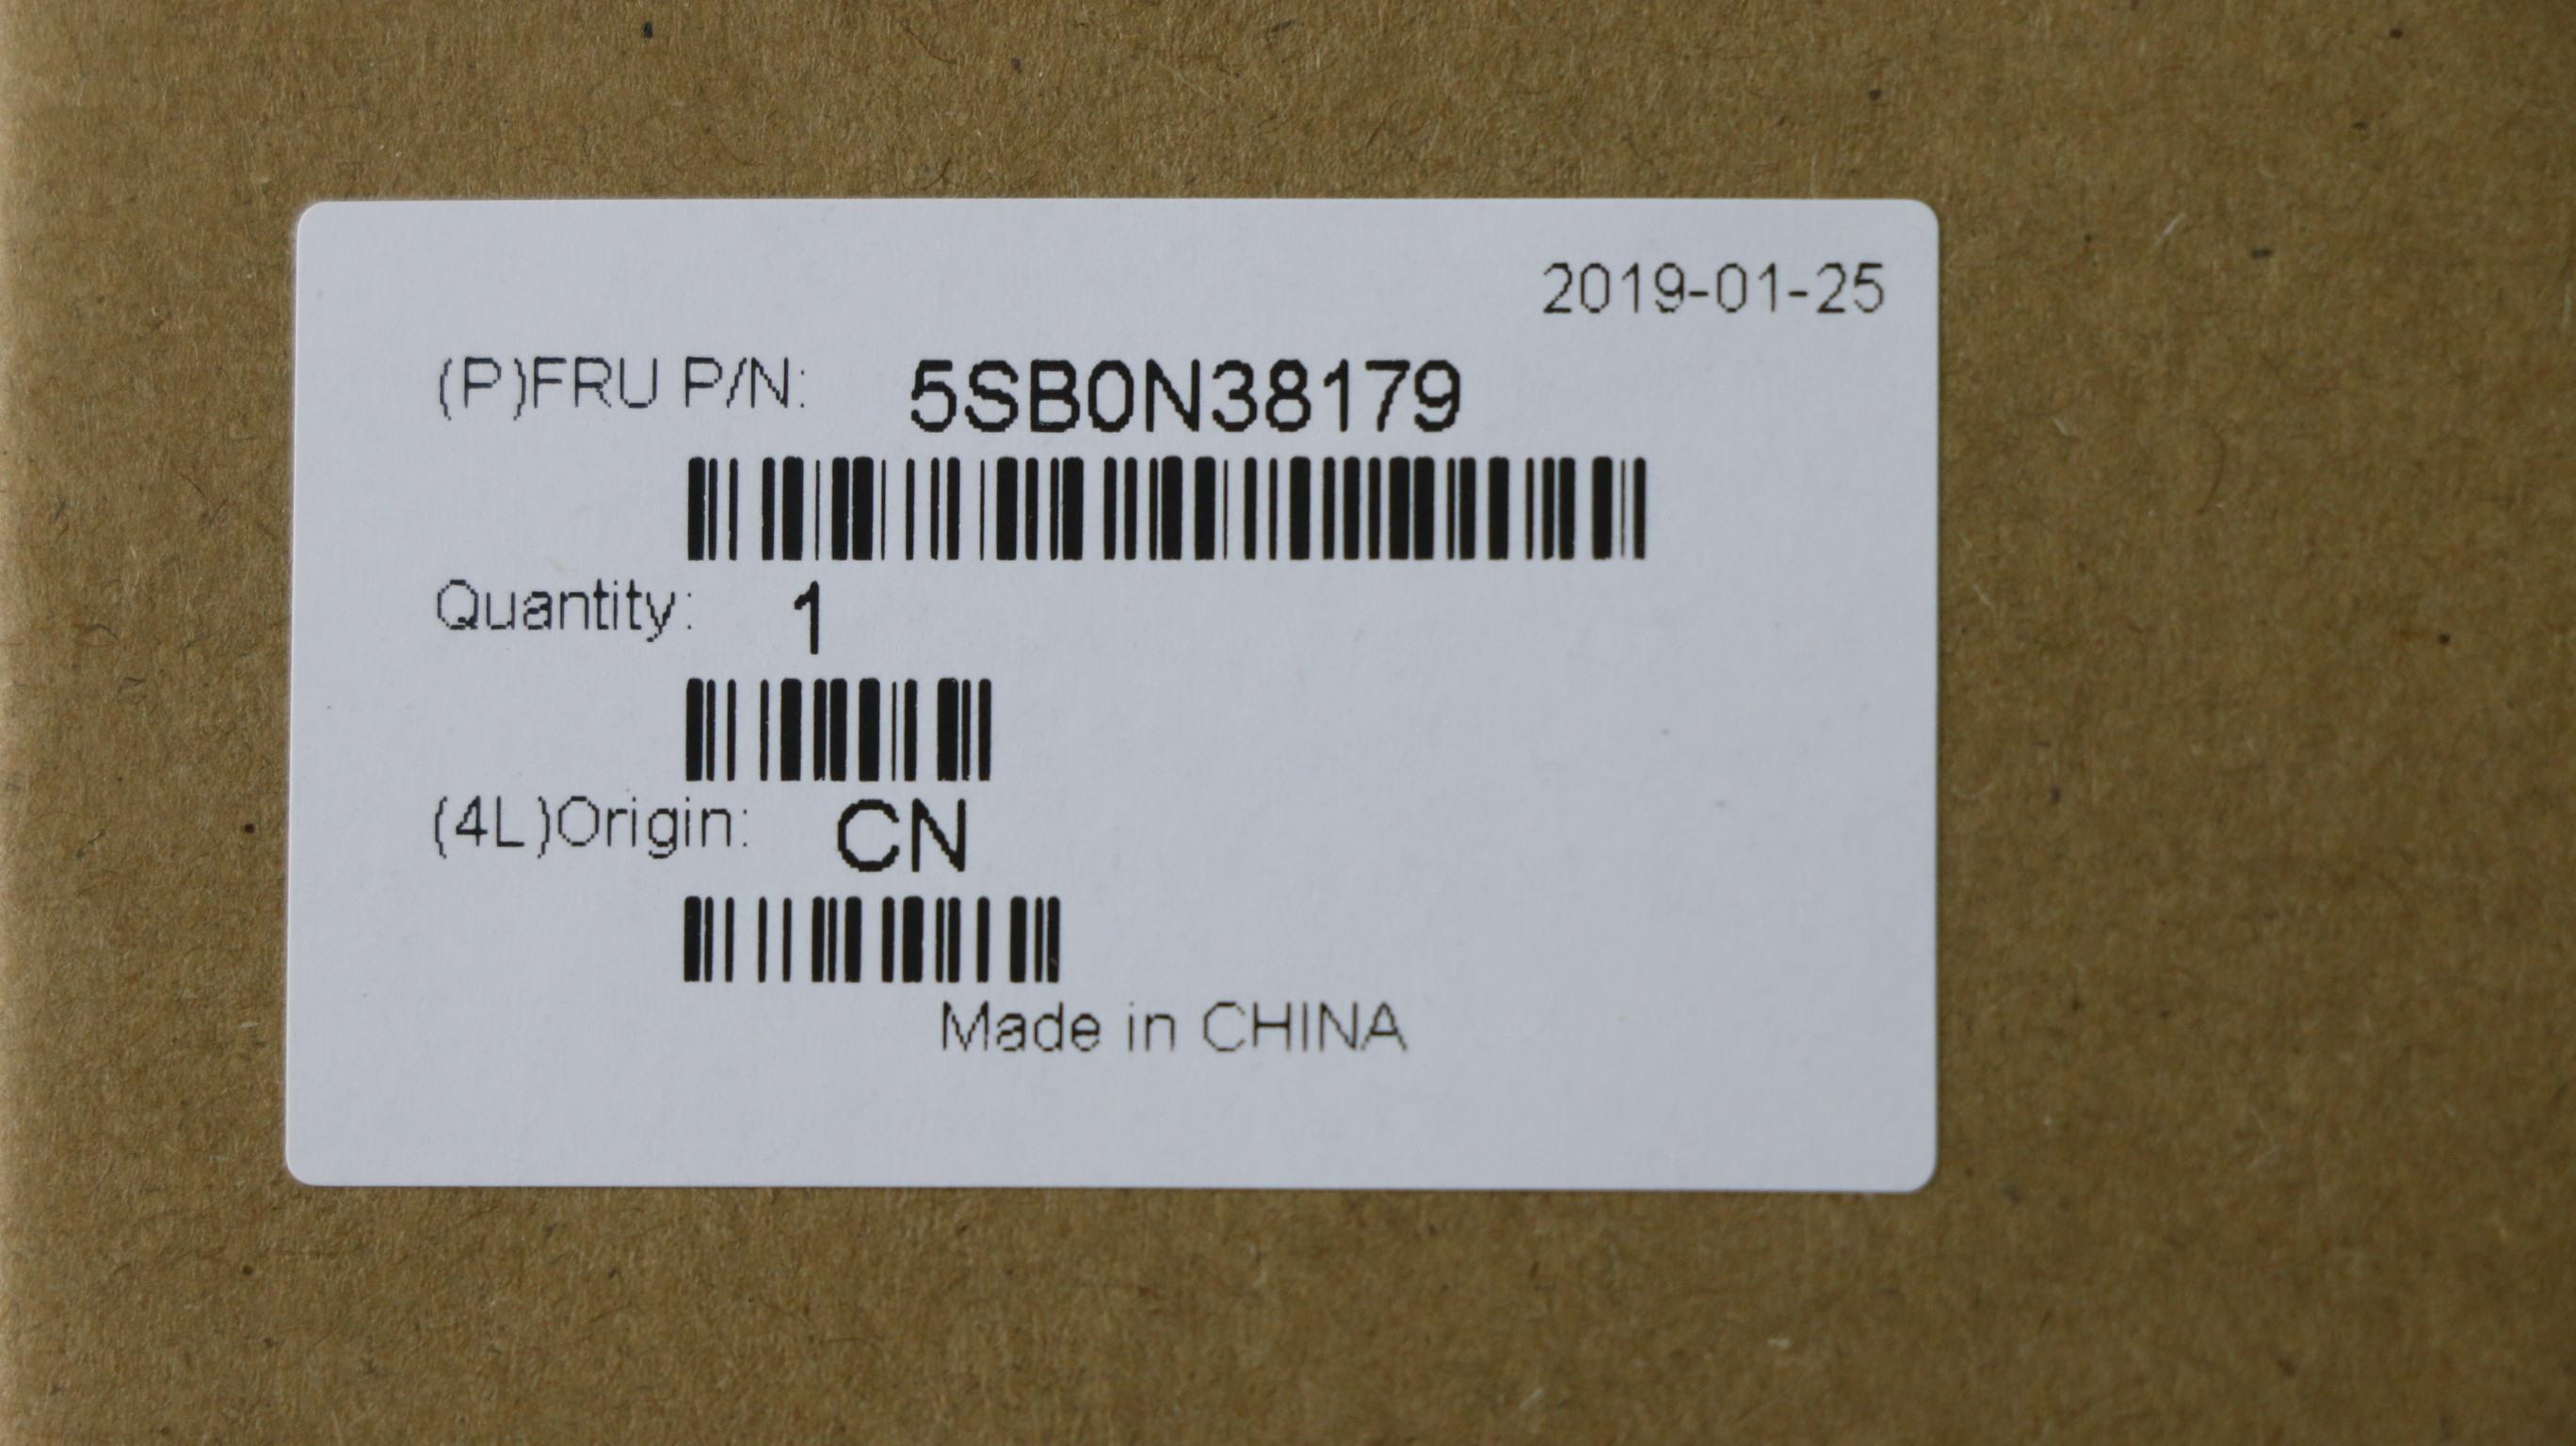 2019-01-25
(P)FRU P/N: 5SB0N38179
Quantity: 1
(4L)Origin: CN
Made in CHINA